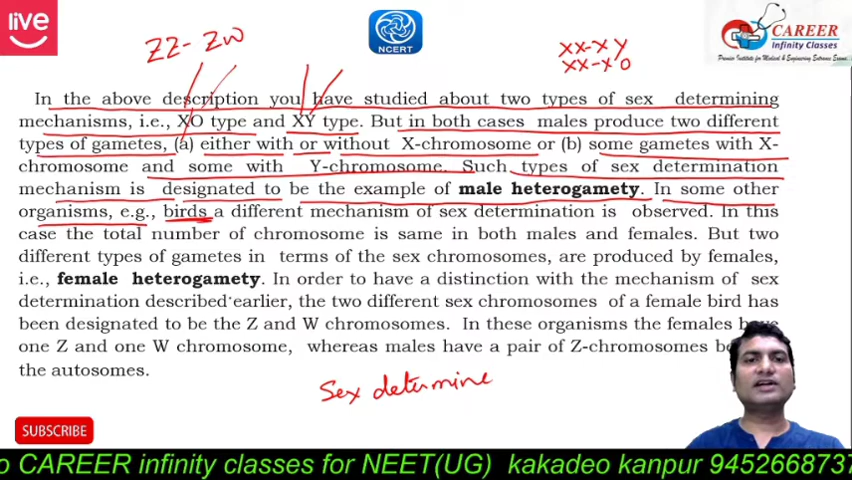 live
ZZ - ZW
NCERT
XX-XY
XX-XO
CAREER
Infinity Classes
Premier Institute for Medical & Engineering Entrance Exams
In the above description you have studied about two types of sex determining
mechanisms, i.e., XO type and XY type. But in both cases males produce two different
types of gametes, (a) either with or without X-chromosome or (b) some gametes with X-
chromosome and some with Y-chromosome. Such types of sex determination
mechanism is designated to be the example of male heterogamety. In some other
organisms, e.g., birds a different mechanism of sex determination is observed. In this
case the total number of chromosome is same in both males and females. But two
different types of gametes in terms of the sex chromosomes, are produced by females,
i.e., female heterogamety. In order to have a distinction with the mechanism of sex
determination described earlier, the two different sex chromosomes of a female bird has
been designated to be the Z and W chromosomes. In these organisms the females have
one Z and one W chromosome, whereas males have a pair of Z-chromosomes
the autosomes.
Sex determine
SUBSCRIBE
o CAREER infinity classes for NEET(UG) kakadeo kanpur 9452668737